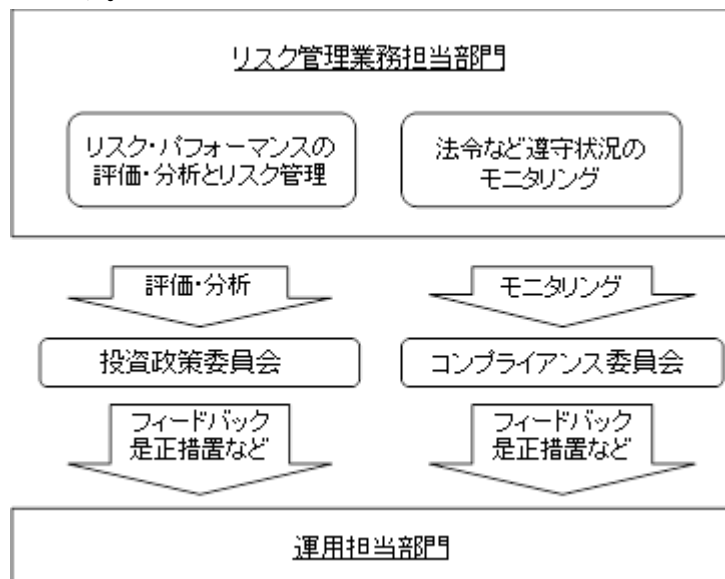 リスク管理業務担当部門
リスク・パフォーマンスの
評価・分析とリスク管理
法令など遵守状況の
モニタリング
評価・分析
モニタリング
投資政策委員会
コンプライアンス委員会
フィードバック
是正措置など
フィードバック
是正措置など
運用担当部門